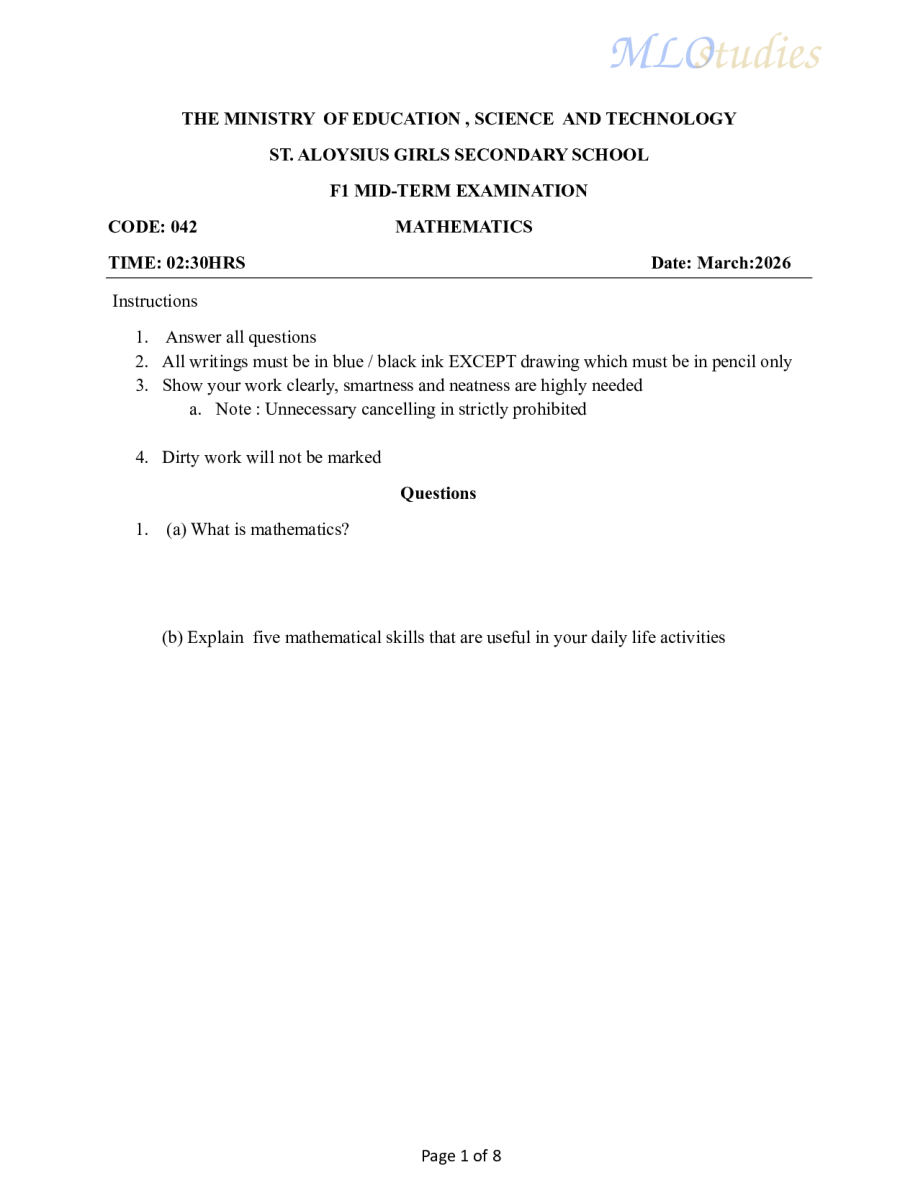 MLOstudies
THE MINISTRY OF EDUCATION , SCIENCE AND TECHNOLOGY
ST. ALOYSIUS GIRLS SECONDARY SCHOOL
F1 MID-TERM EXAMINATION
CODE: 042 MATHEMATICS
TIME: 02:30HRS Date: March:2026
Instructions
1. Answer all questions
2. All writings must be in blue / black ink EXCEPT drawing which must be in pencil only
3. Show your work clearly, smartness and neatness are highly needed
a. Note : Unnecessary cancelling in strictly prohibited
4. Dirty work will not be marked
Questions
1. (a) What is mathematics?
(b) Explain five mathematical skills that are useful in your daily life activities
Page 1 of 8